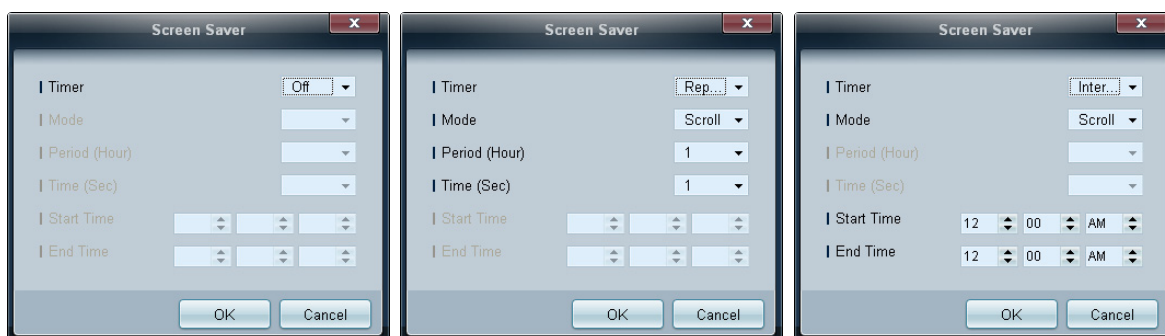 Screen Saver
Timer Off
Mode
Period (Hour)
Time (Sec)
Start Time
End Time
OK Cancel
Screen Saver
Timer Rep...
Mode Scroll
Period (Hour) 1
Time (Sec) 1
Start Time
End Time
OK Cancel
Screen Saver
Timer Inter...
Mode Scroll
Period (Hour)
Time (Sec)
Start Time 12 00 AM
End Time 12 00 AM
OK Cancel